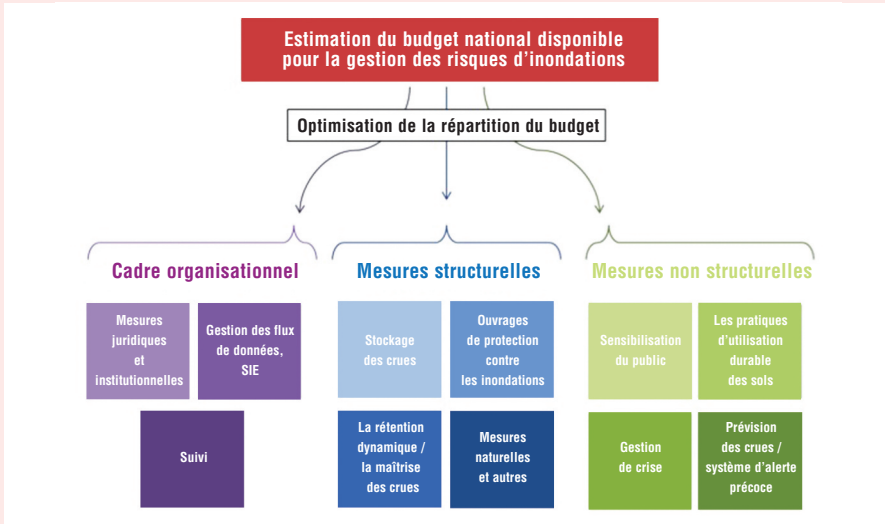 Estimation du budget national disponible
pour la gestion des risques d’inondations
Optimisation de la répartition du budget
Cadre organisationnel
Mesures
juridiques
et
institutionnelles
Gestion des flux
de données,
SIE
Suivi
Mesures structurelles
Stockage
des crues
Ouvrages
de protection
contre
les inondations
La rétention
dynamique /
la maîtrise
des crues
Mesures
naturelles
et autres
Mesures non structurelles
Sensibilisation
du public
Les pratiques
d’utilisation
durable
des sols
Gestion
de crise
Prévision
des crues /
système d’alerte
précoce